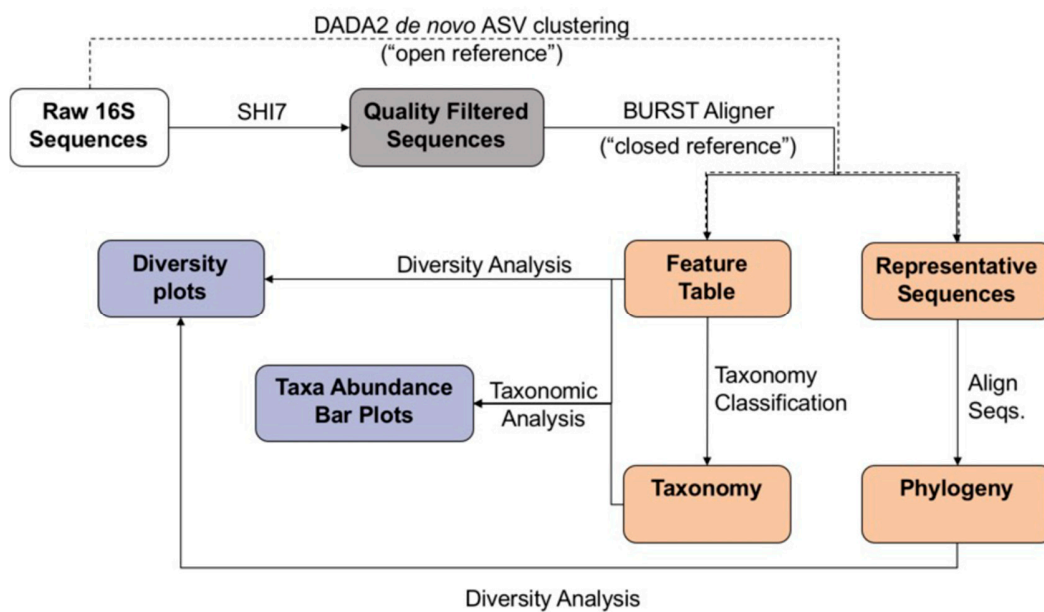 DADA2 de novo ASV clustering
("open reference")
Raw 16S
Sequences
SHI7
Quality Filtered
Sequences
BURST Aligner
("closed reference")
Diversity
plots
Diversity Analysis
Feature
Table
Representative
Sequences
Taxa Abundance
Bar Plots
Taxonomic
Analysis
Taxonomy
Classification
Align
Seqs.
Taxonomy
Phylogeny
Diversity Analysis